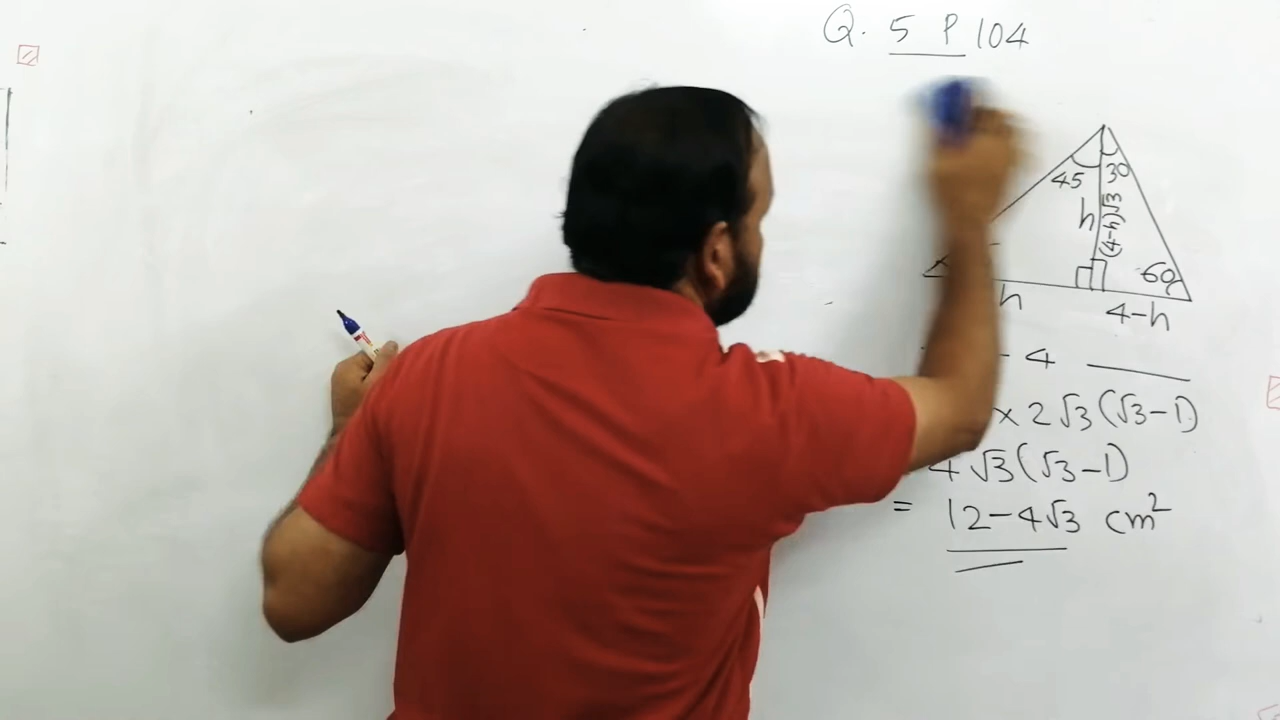 Q. 5 P 104
45 30
h (4-h)√3
60
h 4-h
- 4
× 2√3(√3-1)
4√3(√3-1)
= 12-4√3 cm²